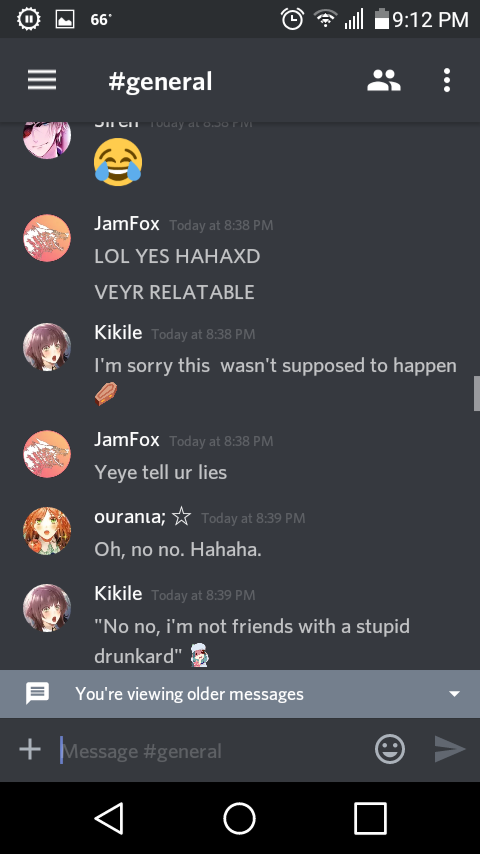 66°
9:12 PM
#general
Siren Today at 8:38 PM
JamFox Today at 8:38 PM
LOL YES HAHAXD
VEYR RELATABLE
Kikile Today at 8:38 PM
I'm sorry this wasn't supposed to happen
JamFox Today at 8:38 PM
Yeye tell ur lies
ouranιa; ☆ Today at 8:39 PM
Oh, no no. Hahaha.
Kikile Today at 8:39 PM
"No no, i'm not friends with a stupid
drunkard"
You're viewing older messages
Message #general